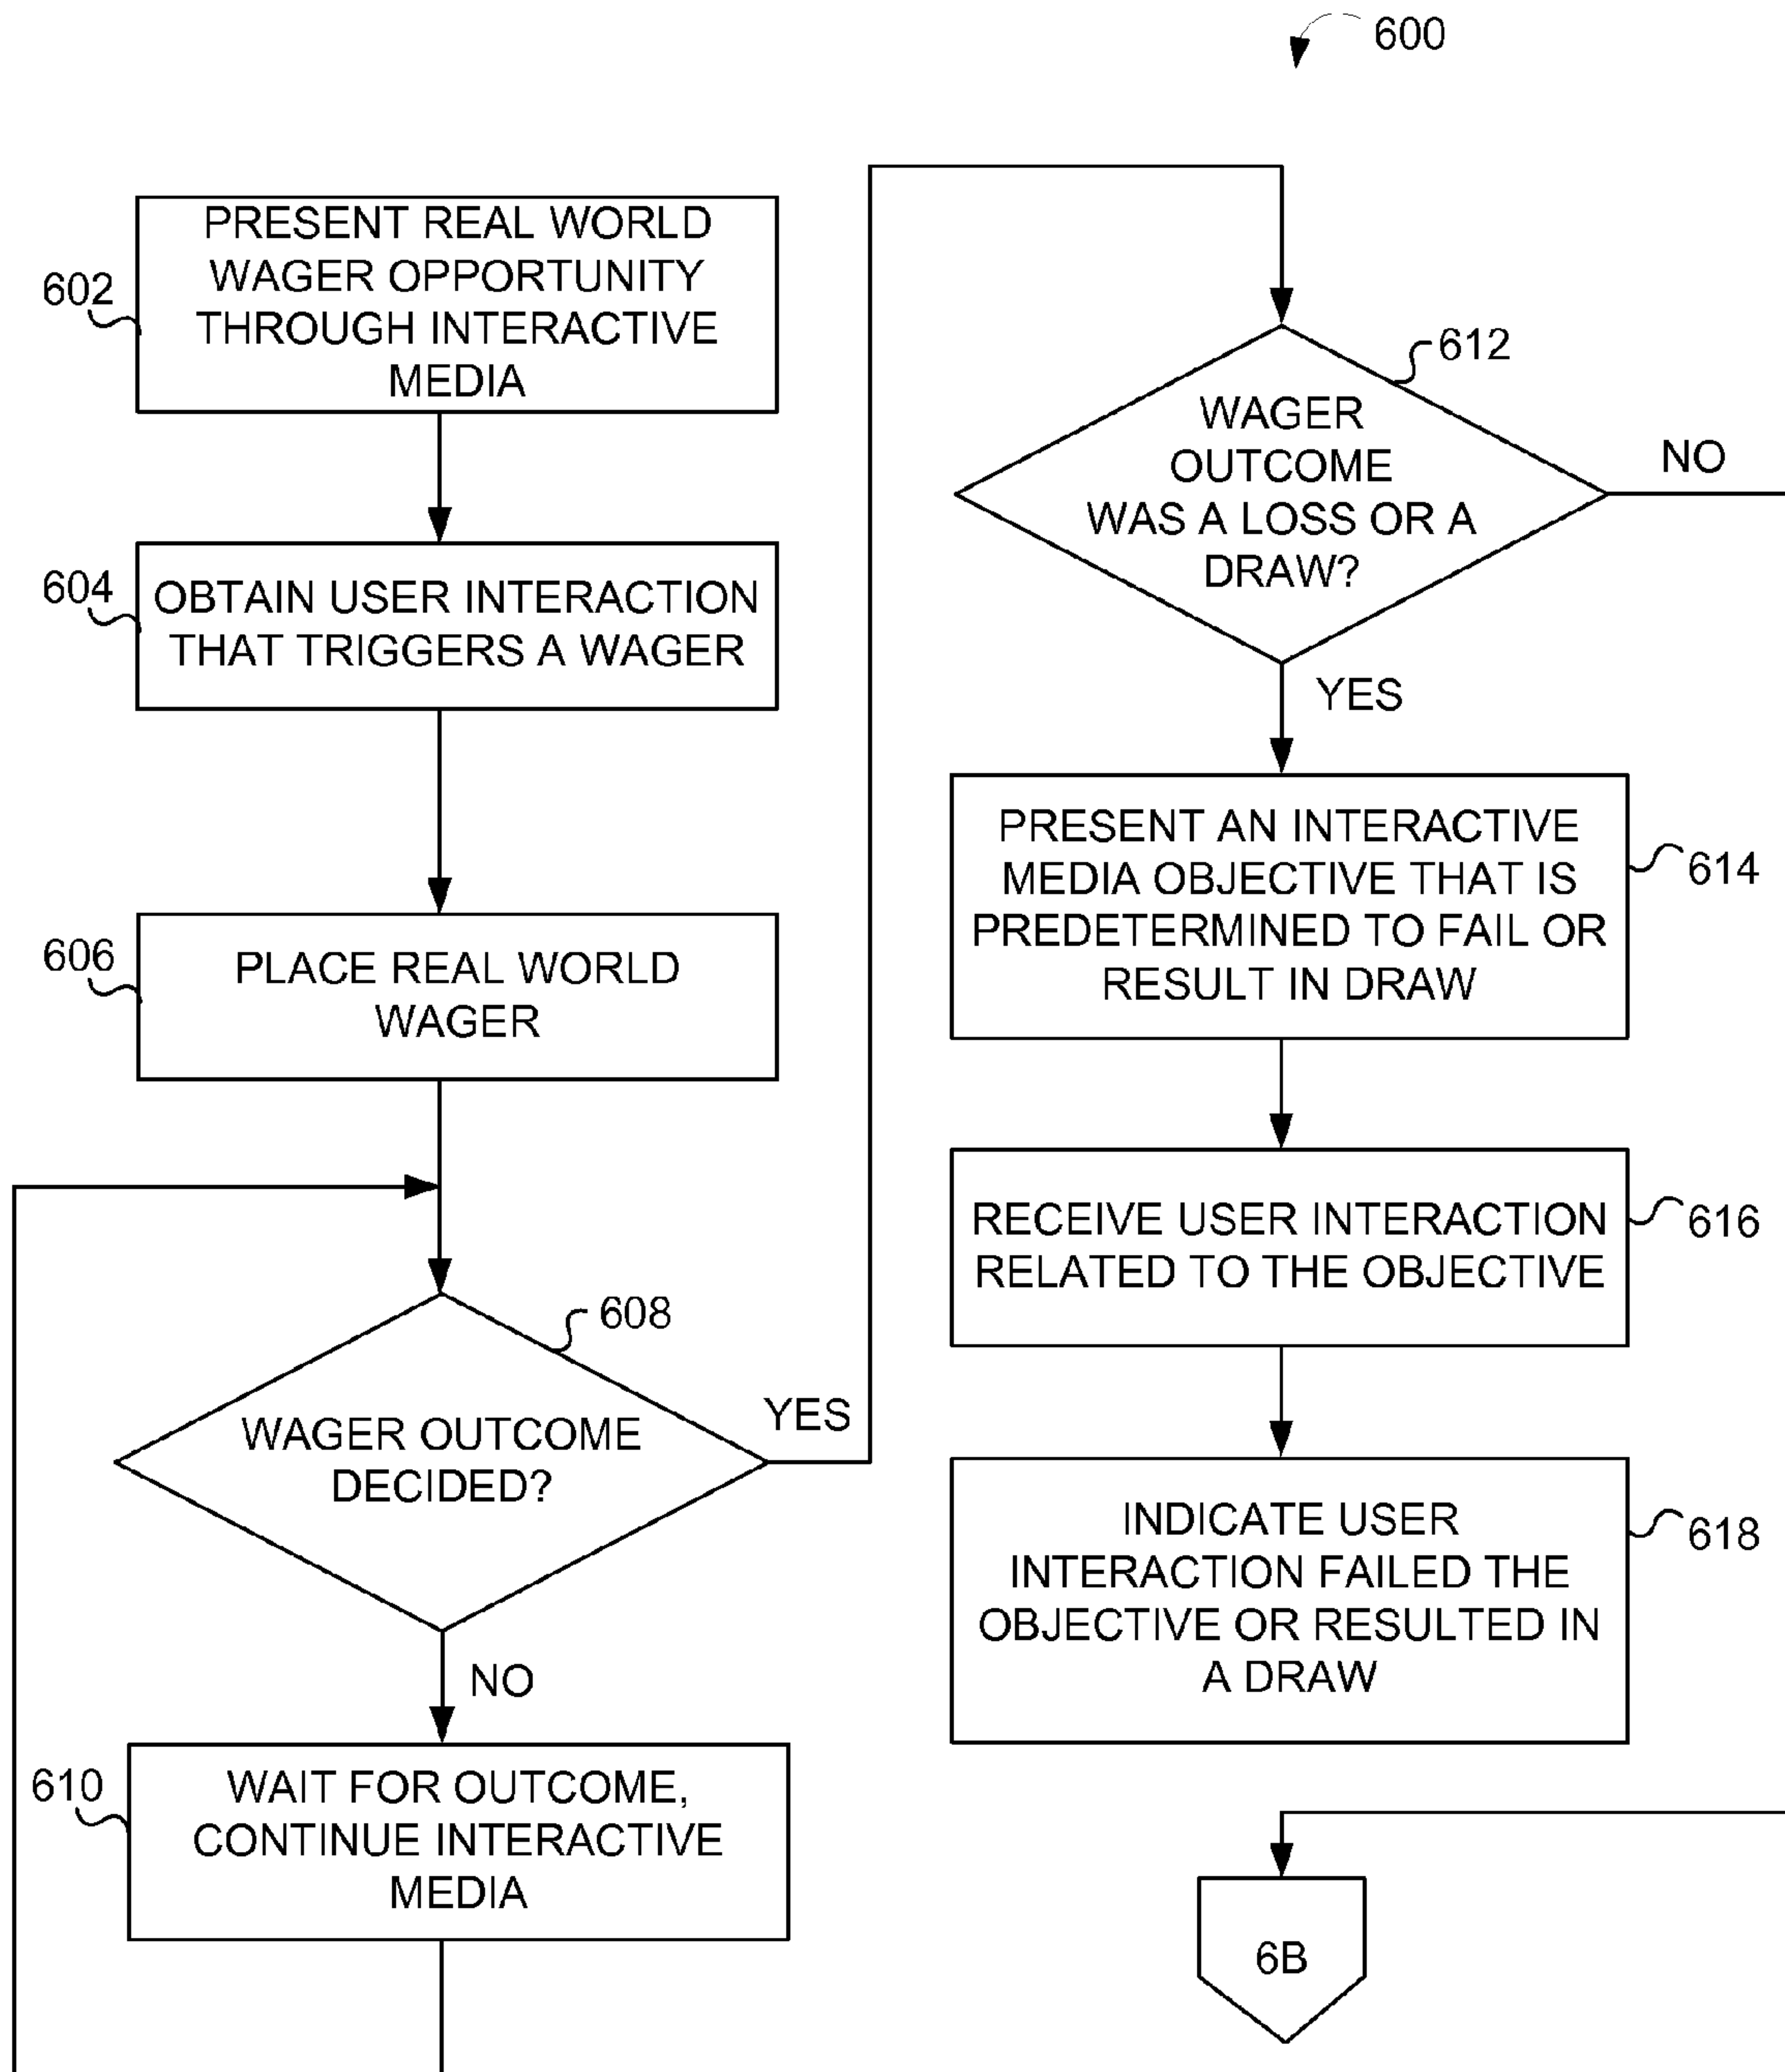 600
602
PRESENT REAL WORLD
WAGER OPPORTUNITY
THROUGH INTERACTIVE
MEDIA
604
OBTAIN USER INTERACTION
THAT TRIGGERS A WAGER
606
PLACE REAL WORLD
WAGER
608
WAGER OUTCOME
DECIDED?
YES
NO
610
WAIT FOR OUTCOME,
CONTINUE INTERACTIVE
MEDIA
612
WAGER
OUTCOME
WAS A LOSS OR A
DRAW?
NO
YES
PRESENT AN INTERACTIVE
MEDIA OBJECTIVE THAT IS
PREDETERMINED TO FAIL OR
RESULT IN DRAW
614
RECEIVE USER INTERACTION
RELATED TO THE OBJECTIVE
616
INDICATE USER
INTERACTION FAILED THE
OBJECTIVE OR RESULTED IN
A DRAW
618
6B